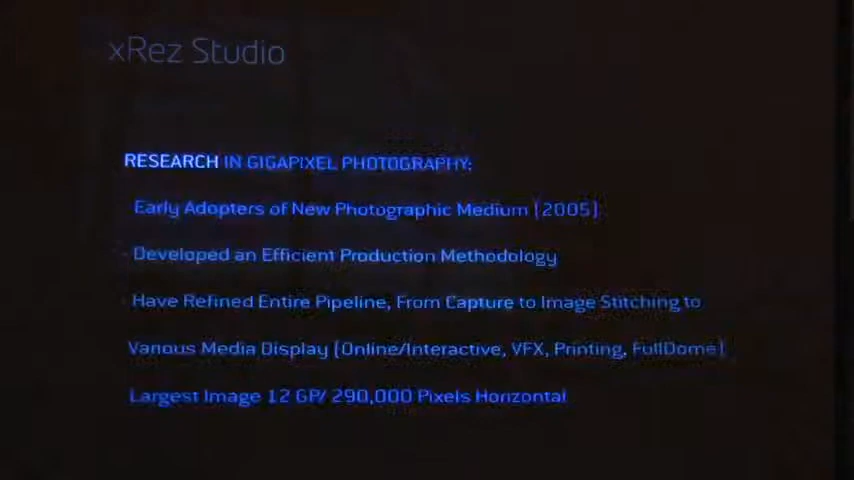 xRez Studio
RESEARCH IN GIGAPIXEL PHOTOGRAPHY:
Early Adopters of New Photographic Medium (2005)
Developed an Efficient Production Methodology
Have Refined Entire Pipeline, From Capture to Image Stitching to
Various Media Display (Online/Interactive, VFX, Printing, FullDome)
Largest Image 12 GP/ 290,000 Pixels Horizontal